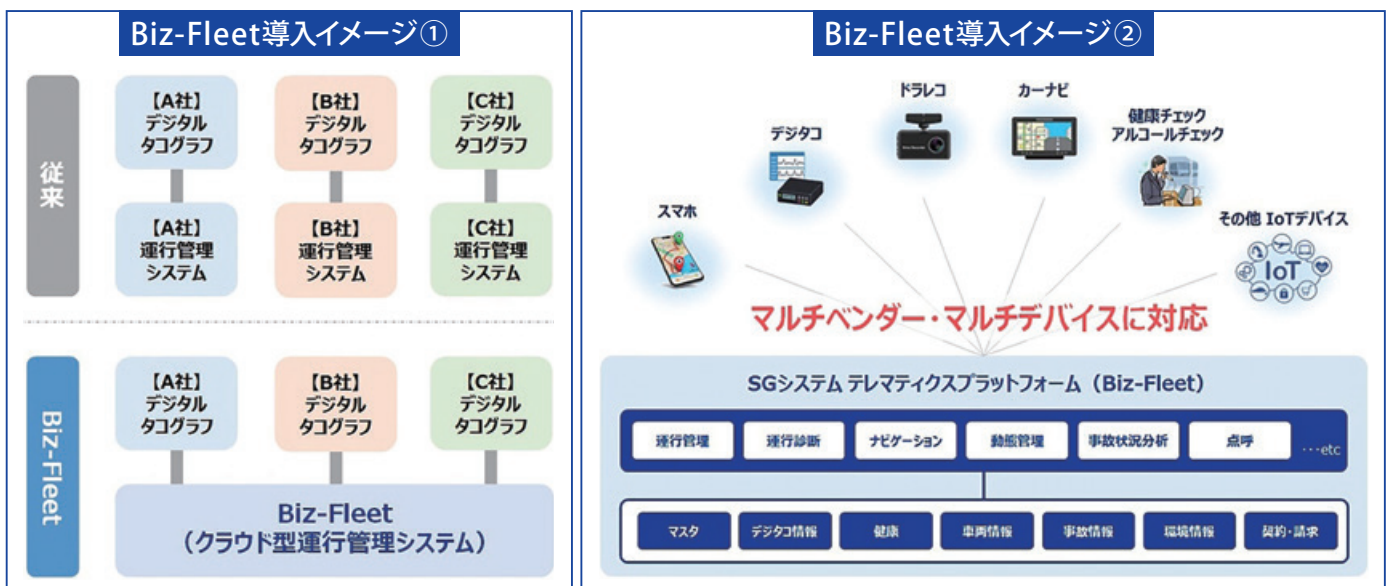 Biz-Fleet導入イメージ①
従来
【A社】
デジタル
タコグラフ
【B社】
デジタル
タコグラフ
【C社】
デジタル
タコグラフ
【A社】
運行管理
システム
【B社】
運行管理
システム
【C社】
運行管理
システム
Biz-Fleet
【A社】
デジタル
タコグラフ
【B社】
デジタル
タコグラフ
【C社】
デジタル
タコグラフ
Biz-Fleet
（クラウド型運行管理システム）
Biz-Fleet導入イメージ②
スマホ
デジタコ
ドラレコ
カーナビ
健康チェック
アルコールチェック
その他 IoTデバイス
IoT
マルチベンダー・マルチデバイスに対応
SGシステム テレマティクスプラットフォーム（Biz-Fleet）
運行管理
運行診断
ナビゲーション
動態管理
事故状況分析
点呼
…etc
マスタ
デジタコ情報
健康
車両情報
事故情報
環境情報
契約・請求